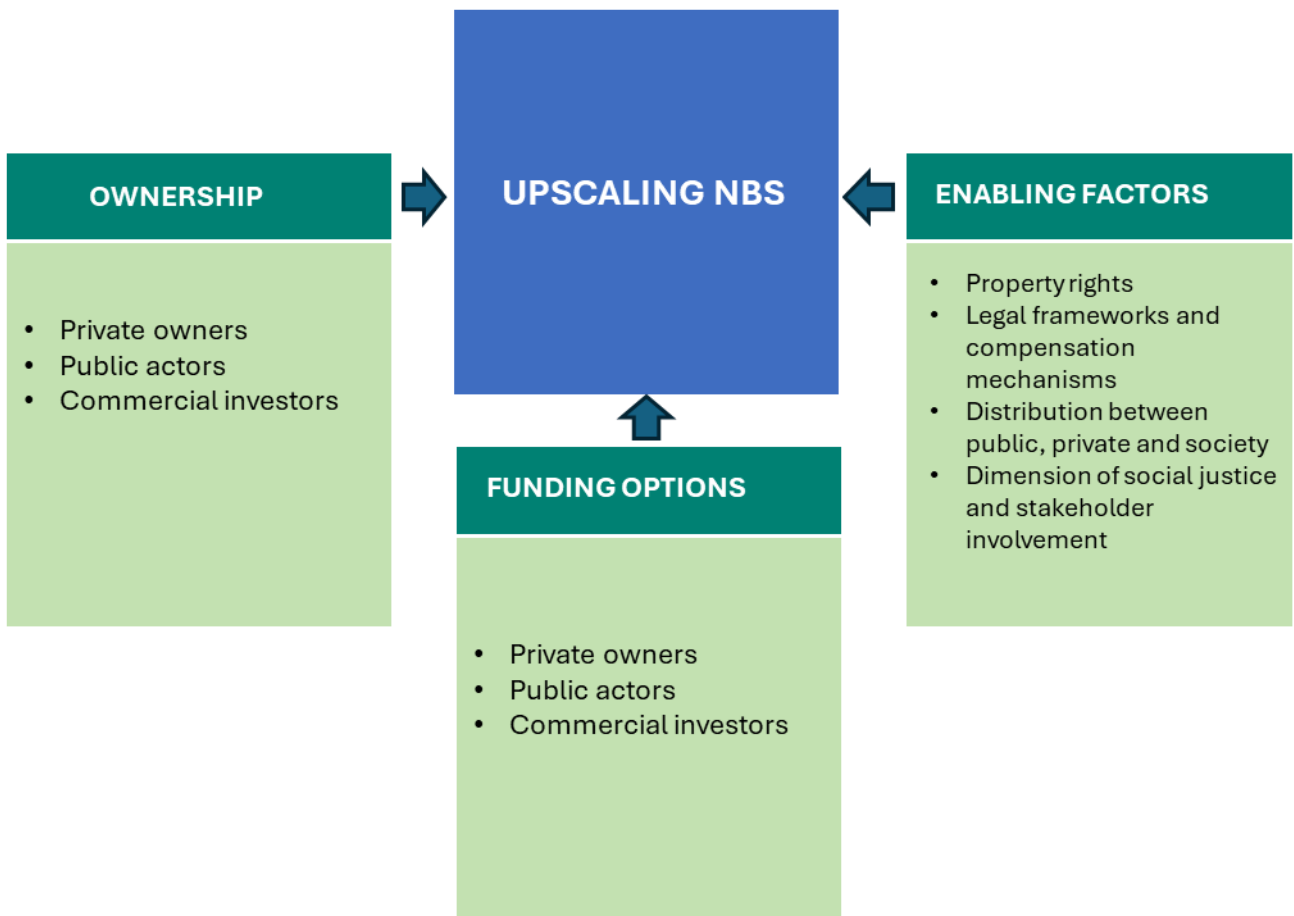 UPSCALING NBS
OWNERSHIP
• Private owners
• Public actors
• Commercial investors
FUNDING OPTIONS
• Private owners
• Public actors
• Commercial investors
ENABLING FACTORS
• Property rights
• Legal frameworks and
compensation
mechanisms
• Distribution between
public, private and society
• Dimension of social justice
and stakeholder
involvement